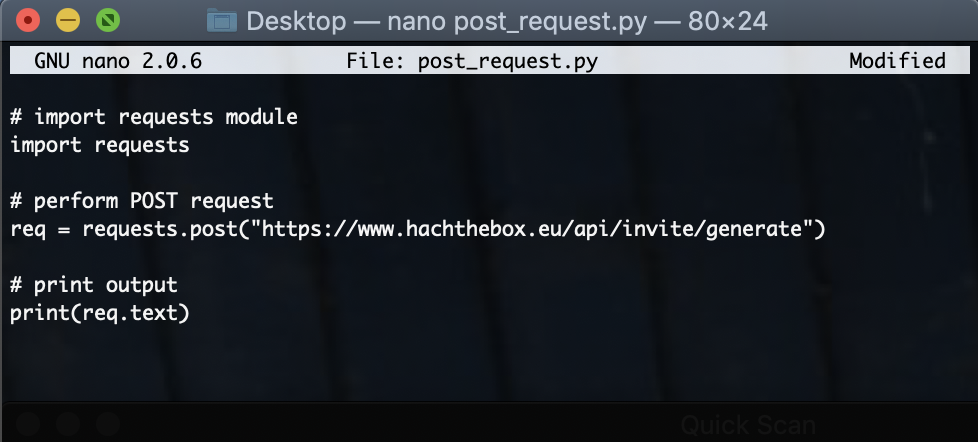 Desktop — nano post_request.py — 80×24
GNU nano 2.0.6 File: post_request.py Modified
# import requests module
import requests
# perform POST request
req = requests.post("https://www.hachthebox.eu/api/invite/generate")
# print output
print(req.text)
Quick Scan